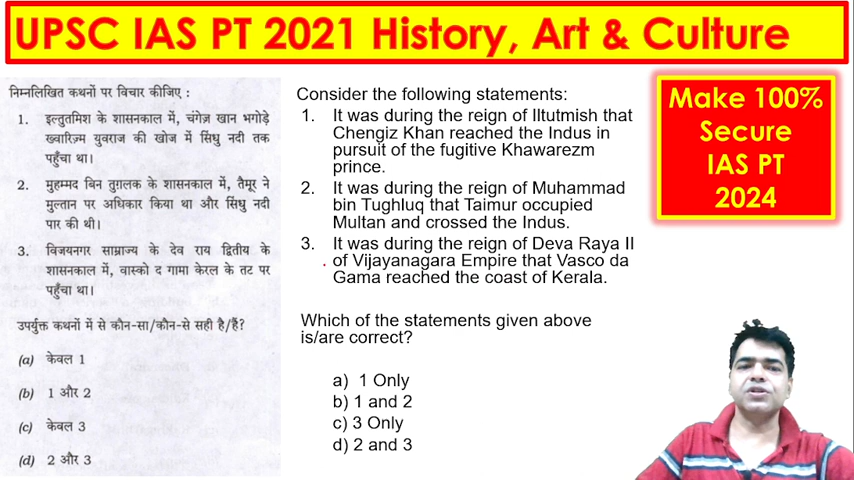 UPSC IAS PT 2021 History, Art & Culture
निम्नलिखित कथनों पर विचार कीजिए :
1. इल्तुतमिश के शासनकाल में, चंगेज़ खान भगोड़े
ख्वारिज़्म युवराज की खोज में सिंधु नदी तक
पहुँचा था।
2. मुहम्मद बिन तुग़लक के शासनकाल में, तैमूर ने
मुल्तान पर अधिकार किया था और सिंधु नदी
पार की थी।
3. विजयनगर साम्राज्य के देव राय द्वितीय के
शासनकाल में, वास्को द गामा केरल के तट पर
पहुँचा था।
उपर्युक्त कथनों में से कौन-सा/कौन-से सही है/हैं?
(a) केवल 1
(b) 1 और 2
(c) केवल 3
(d) 2 और 3
Consider the following statements:
1. It was during the reign of Iltutmish that
Chengiz Khan reached the Indus in
pursuit of the fugitive Khawarezm
prince.
2. It was during the reign of Muhammad
bin Tughluq that Taimur occupied
Multan and crossed the Indus.
3. It was during the reign of Deva Raya II
of Vijayanagara Empire that Vasco da
Gama reached the coast of Kerala.
Which of the statements given above
is/are correct?
a) 1 Only
b) 1 and 2
c) 3 Only
d) 2 and 3
Make 100%
Secure
IAS PT
2024